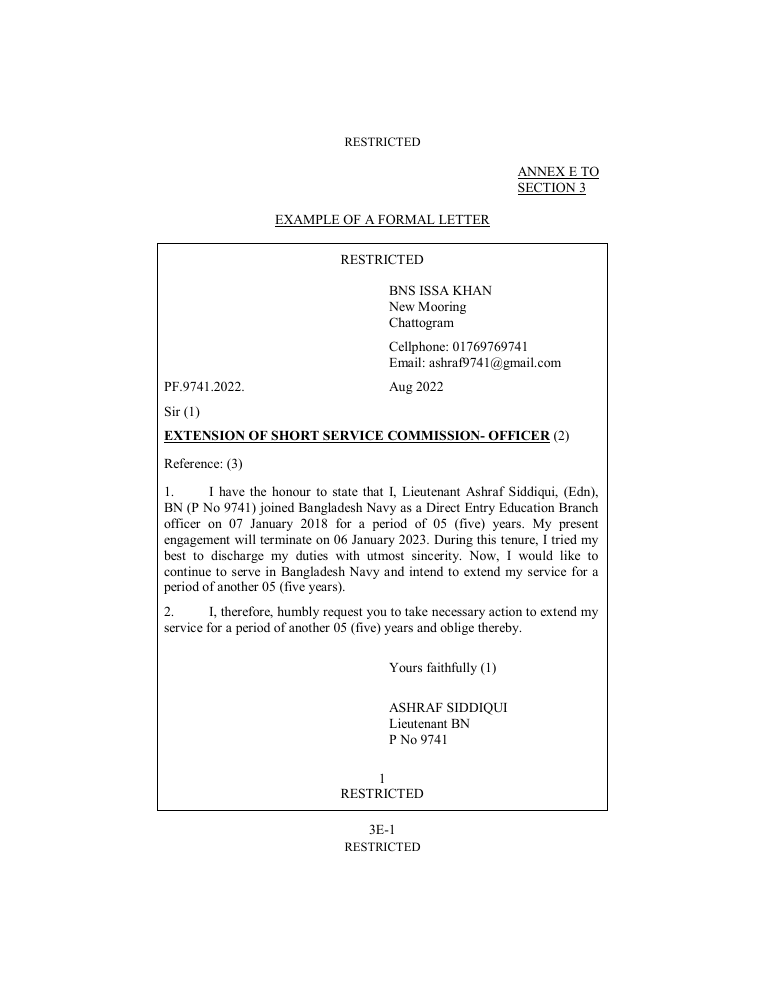 RESTRICTED
ANNEX E TO
SECTION 3
EXAMPLE OF A FORMAL LETTER
RESTRICTED
BNS ISSA KHAN
New Mooring
Chattogram
Cellphone: 01769769741
Email: ashraf9741@gmail.com
PF.9741.2022. Aug 2022
Sir (1)
EXTENSION OF SHORT SERVICE COMMISSION- OFFICER (2)
Reference: (3)
1. I have the honour to state that I, Lieutenant Ashraf Siddiqui, (Edn),
BN (P No 9741) joined Bangladesh Navy as a Direct Entry Education Branch
officer on 07 January 2018 for a period of 05 (five) years. My present
engagement will terminate on 06 January 2023. During this tenure, I tried my
best to discharge my duties with utmost sincerity. Now, I would like to
continue to serve in Bangladesh Navy and intend to extend my service for a
period of another 05 (five years).
2. I, therefore, humbly request you to take necessary action to extend my
service for a period of another 05 (five) years and oblige thereby.
Yours faithfully (1)
ASHRAF SIDDIQUI
Lieutenant BN
P No 9741
1
RESTRICTED
3E-1
RESTRICTED